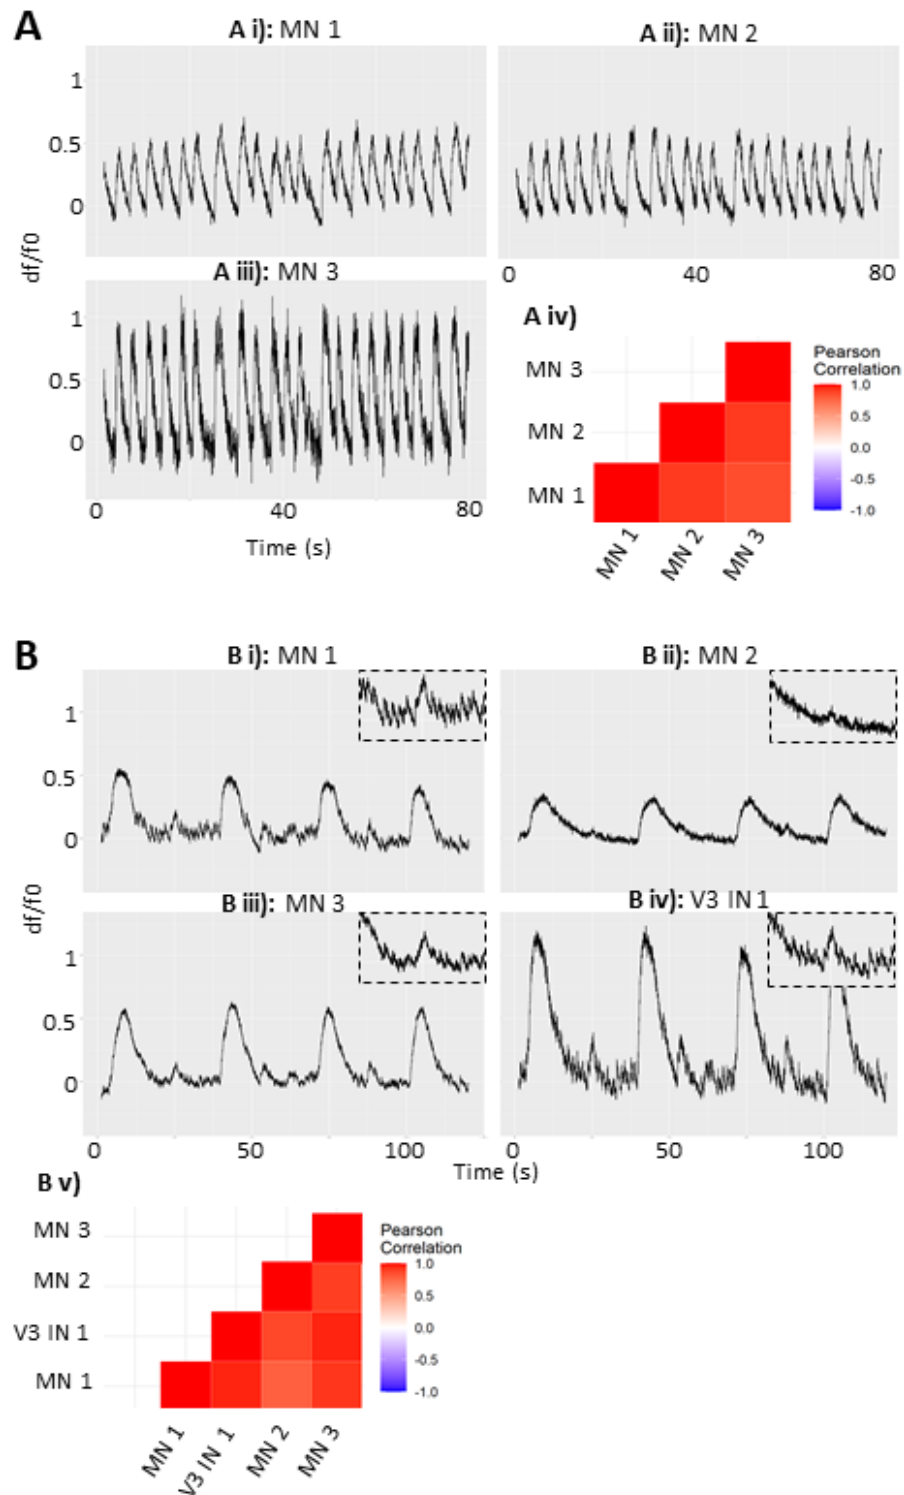 A
A i): MN 1
A ii): MN 2
1
0.5
0
df/f0
A iii): MN 3
0 40 80
1
0.5
0
0 40 80
Time (s)
A iv)
MN 3
MN 2
MN 1
MN 1 MN 2 MN 3
Pearson
Correlation
1.0
0.5
0.0
-0.5
-1.0
B
B i): MN 1
B ii): MN 2
1
0.5
0
df/f0
B iii): MN 3
B iv): V3 IN 1
1
0.5
0
0 50 100
0 50 100
Time (s)
B v)
MN 3
MN 2
V3 IN 1
MN 1
MN 1 V3 IN 1 MN 2 MN 3
Pearson
Correlation
1.0
0.5
0.0
-0.5
-1.0